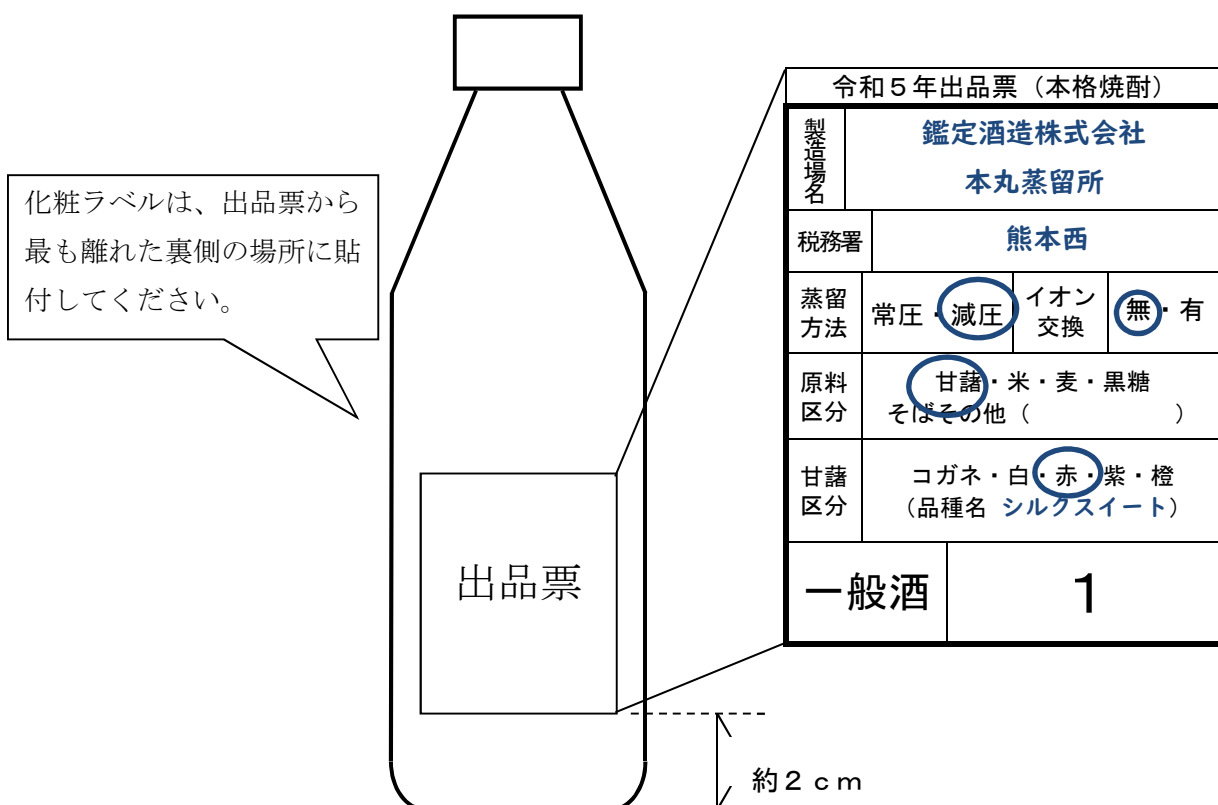 化粧ラベルは、出品票から
最も離れた裏側の場所に貼
付してください。
出品票
約２ｃｍ
令和５年出品票（本格焼酎）
製造場名
鑑定酒造株式会社
本丸蒸留所
税務署
熊本西
蒸留
方法
常圧・減圧
イオン
交換
無・有
原料
区分
甘藷・米・麦・黒糖
そばその他（　　　　　　）
甘藷
区分
コガネ・白・赤・紫・橙
（品種名 シルクスイート）
一般酒
１